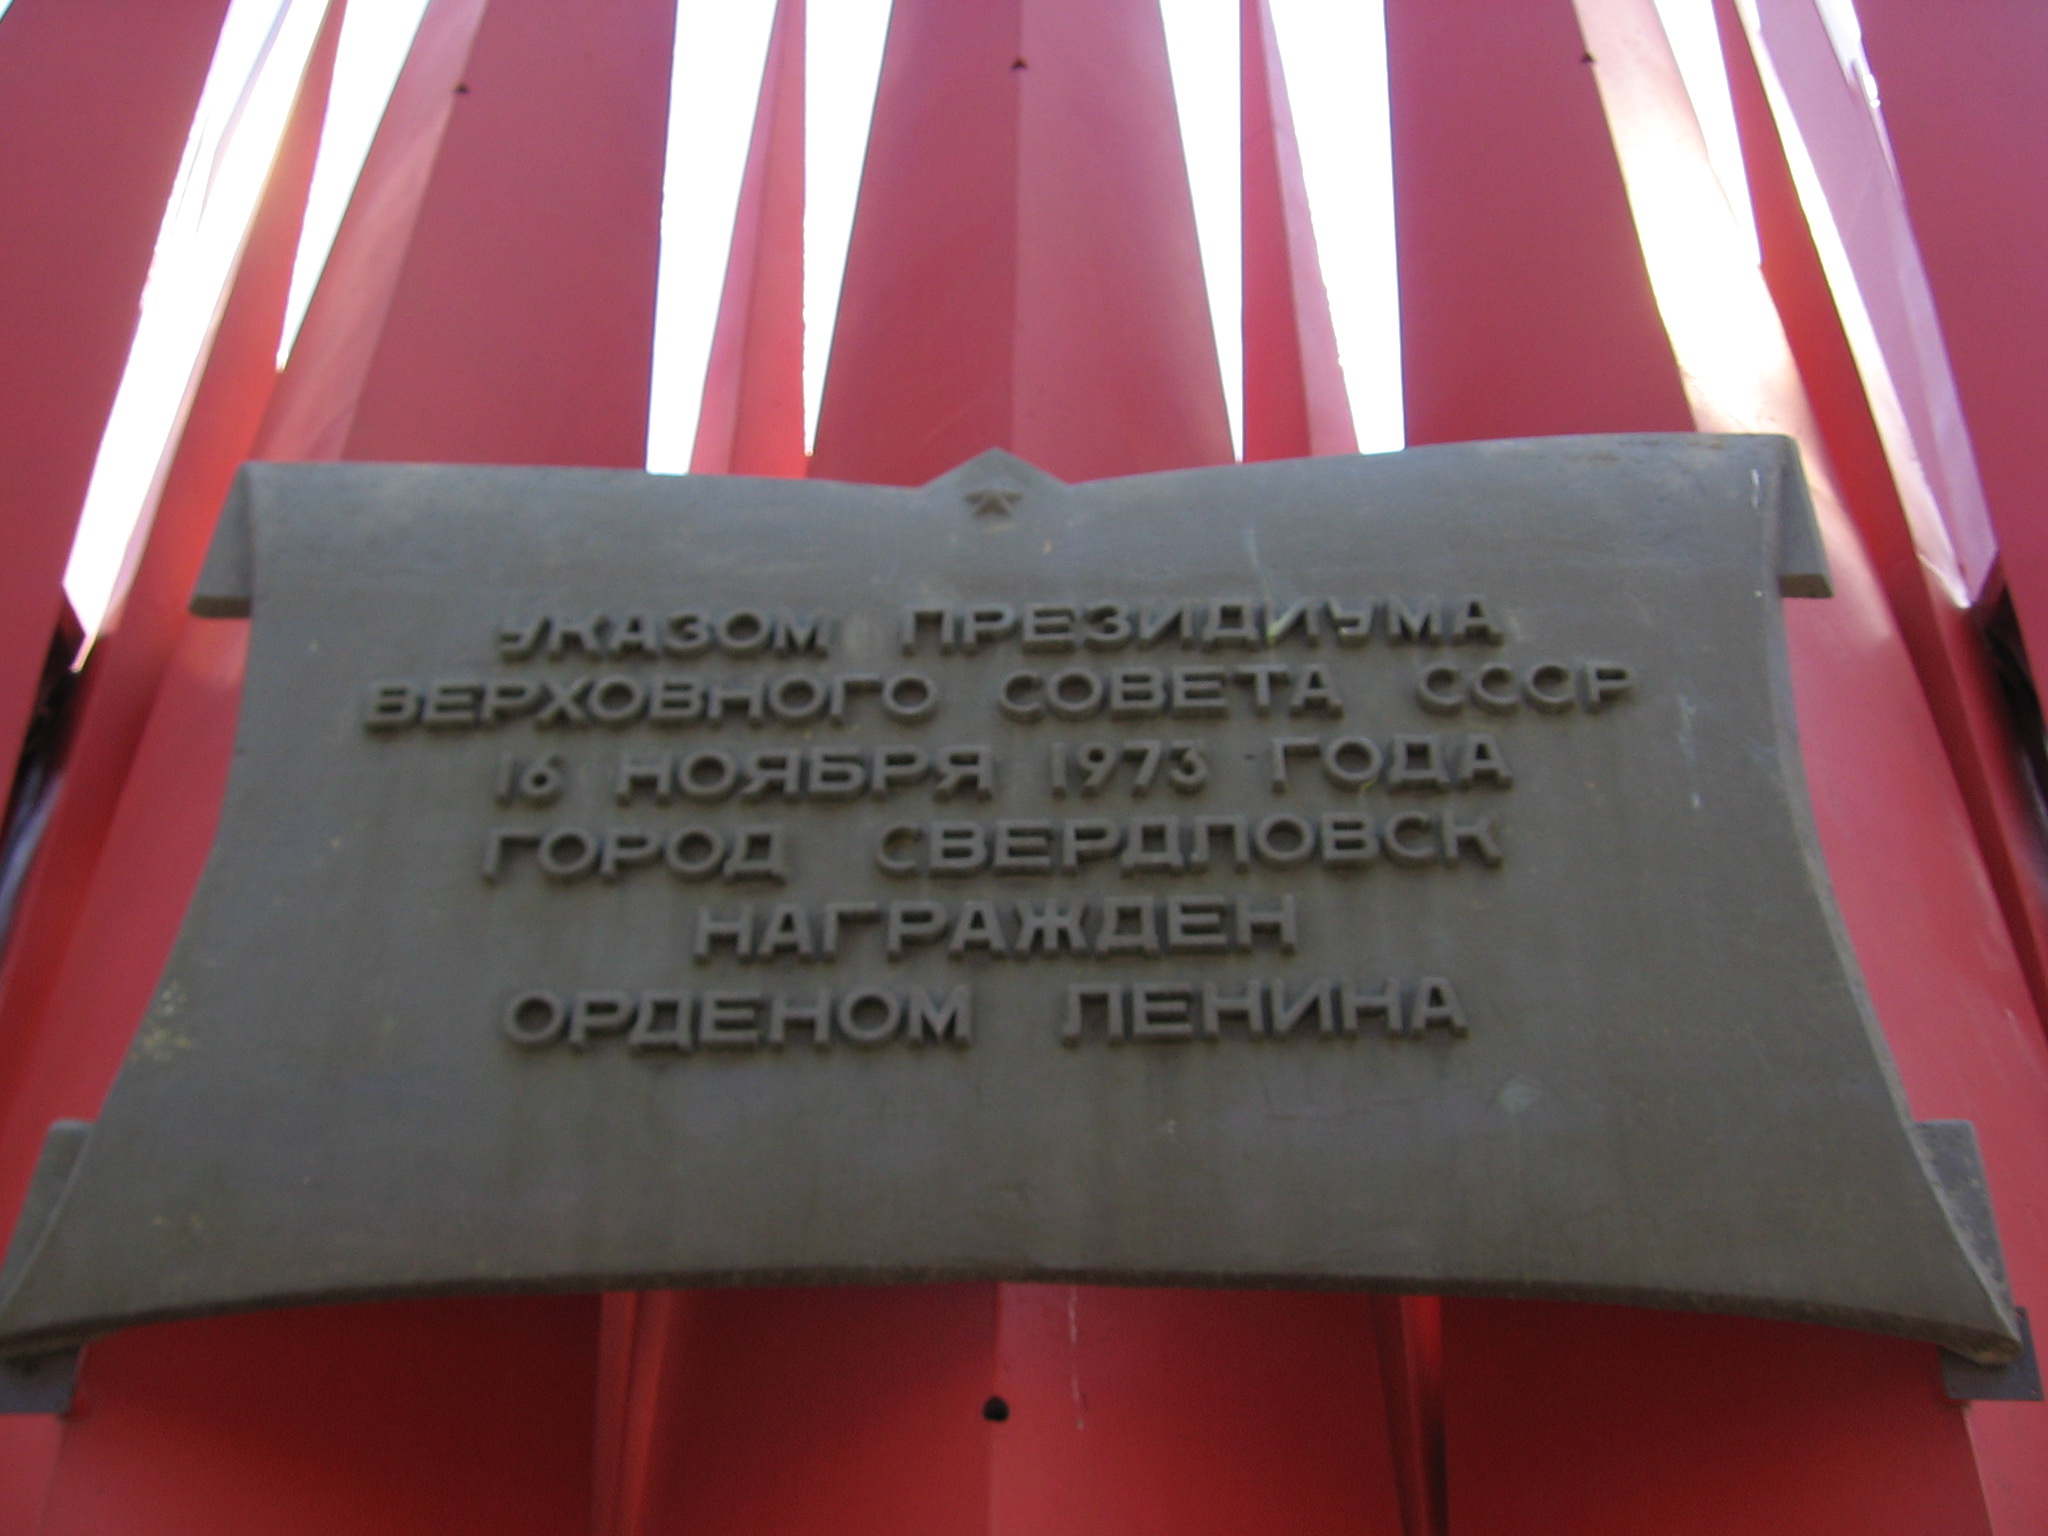 УКАЗОМ ПРЕЗИДИУМА
ВЕРХОВНОГО СОВЕТА СССР
16 НОЯБРЯ 1973 ГОДА
ГОРОД СВЕРДЛОВСК
НАГРАЖДЕН
ОРДЕНОМ ЛЕНИНА